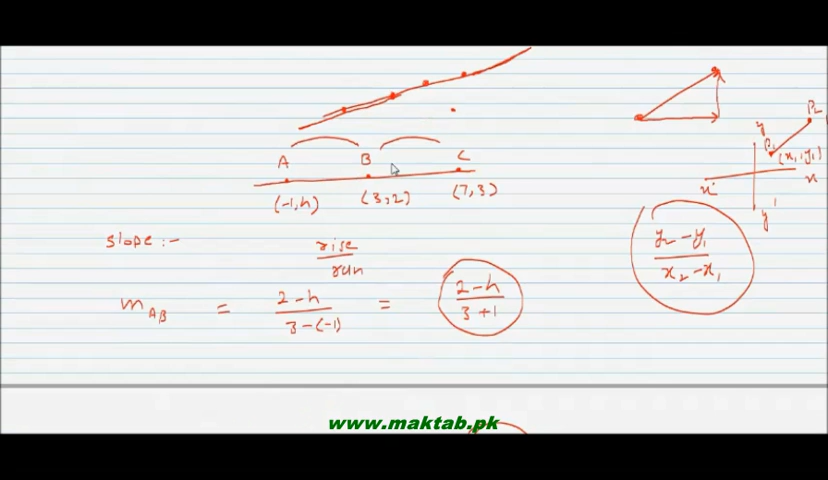 P₂
y
P₁
A B C
(x₁, y₁)
x' x
(-1, h) (3, 2) (7, 3)
y'
slope :-
rise/run
(y₂ - y₁)/(x₂ - x₁)
m_AB = (2 - h)/(3 - (-1)) = (2 - h)/(3 + 1)
www.maktab.pk